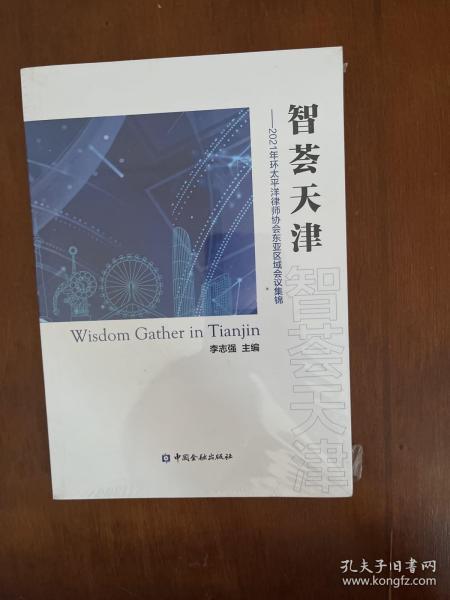 智荟天津
——2021年环太平洋律师协会东亚区域会议集锦
智荟天津
Wisdom Gather in Tianjin
李志强 主编
中国金融出版社
孔夫子旧书网
www.kongfz.com